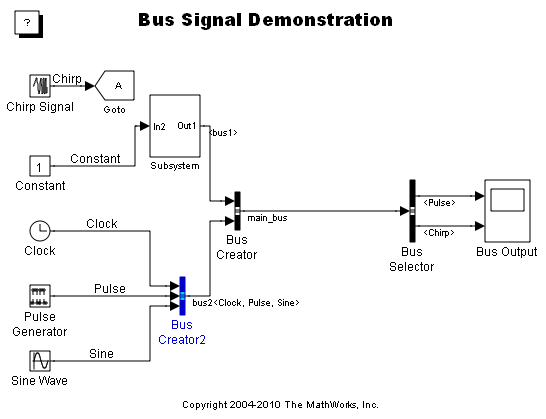 Bus Signal Demonstration
?
Chirp
A
Chirp Signal
Goto
In2
Out1
<bus1>
Subsystem
1
Constant
Constant
Clock
Clock
main_bus
Bus
Creator
<Pulse>
<Chirp>
Bus
Selector
Bus Output
Pulse
Pulse
Generator
bus2<Clock, Pulse, Sine>
Bus
Creator2
Sine
Sine Wave
Copyright 2004-2010 The MathWorks, Inc.